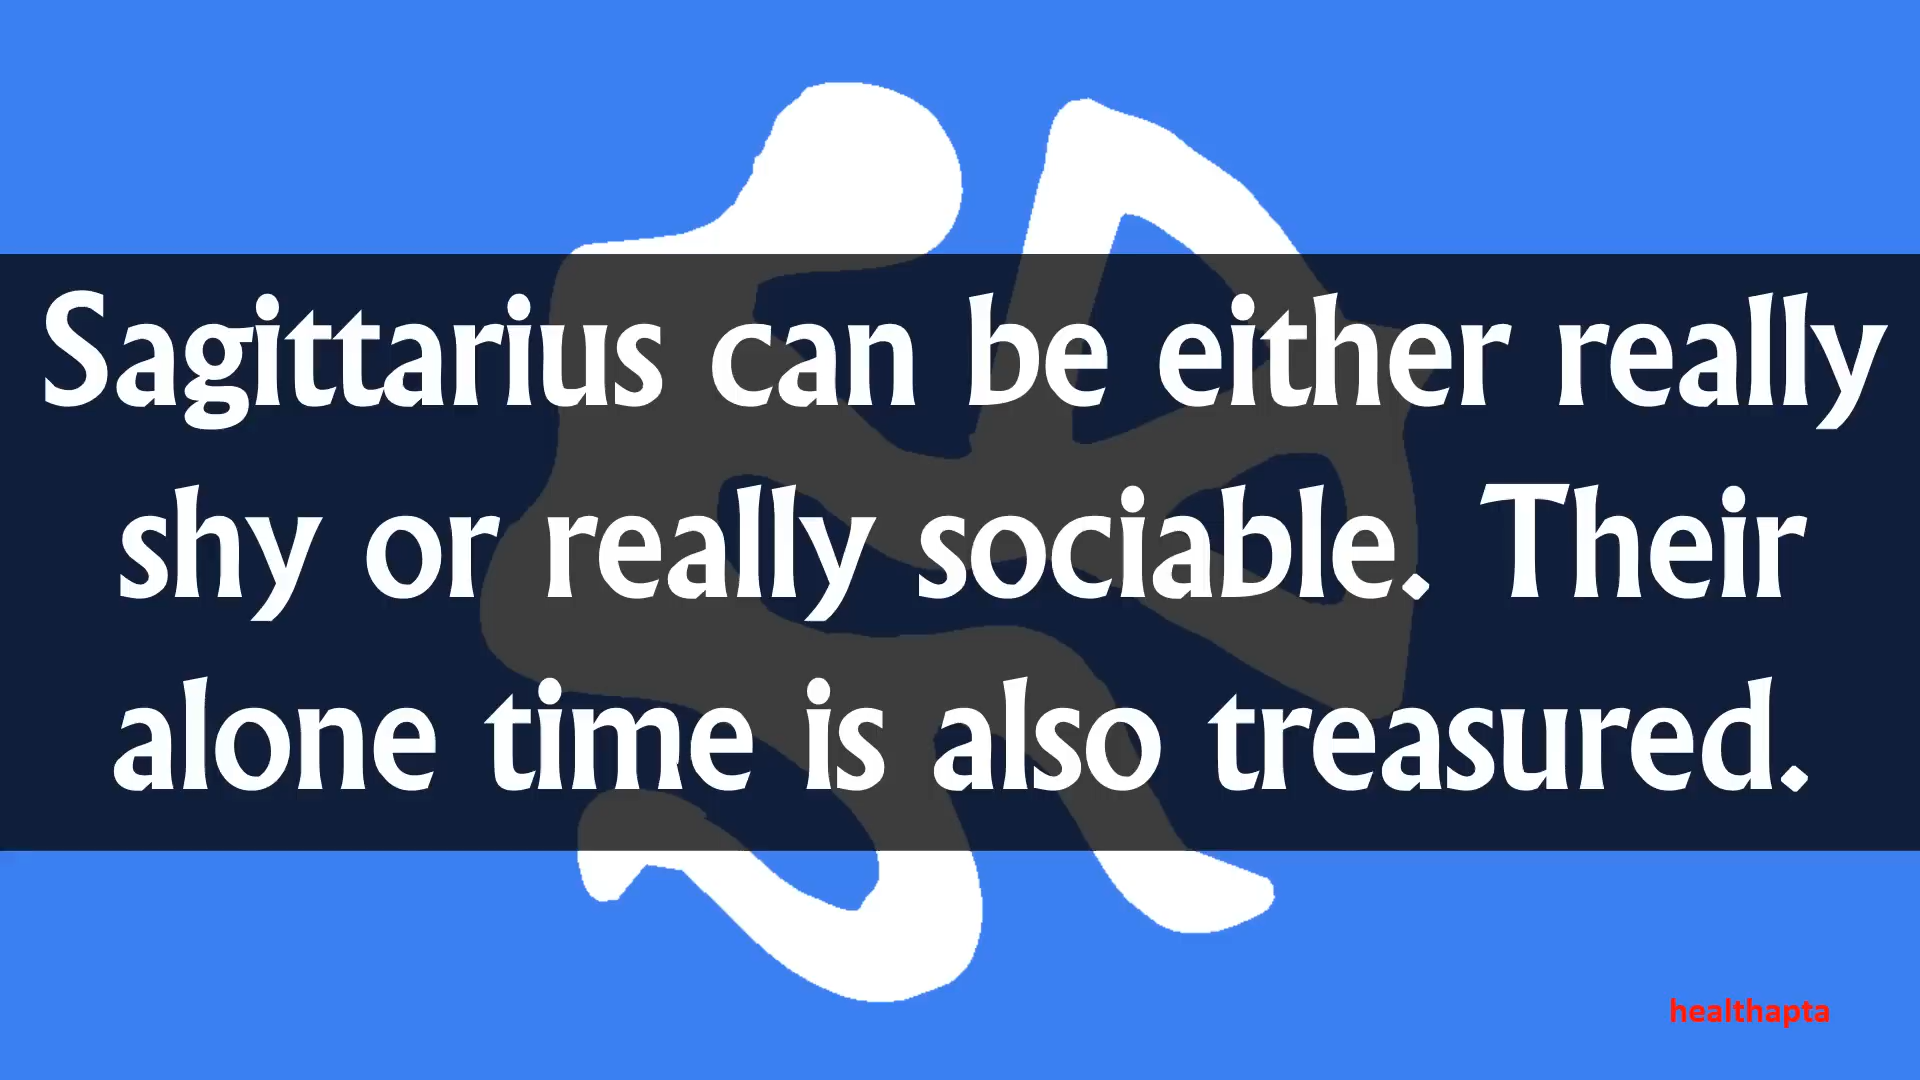 Sagittarius can be either really
shy or really sociable. Their
alone time is also treasured.
healthapta